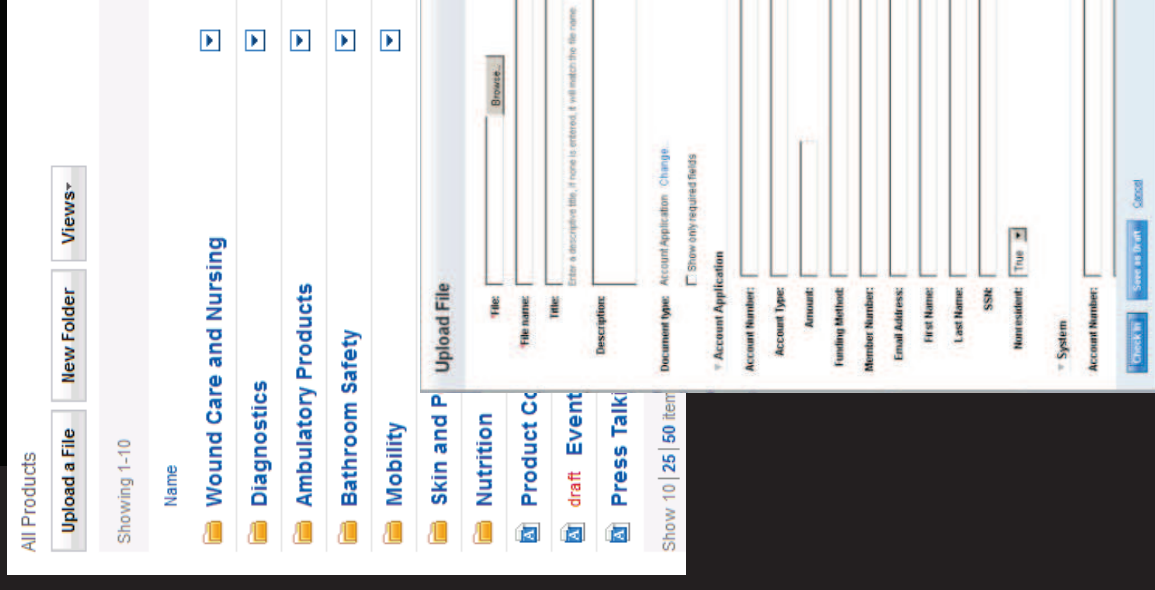 All Products
Upload a File New Folder Views
Showing 1-10
Name
Wound Care and Nursing
Diagnostics
Ambulatory Products
Bathroom Safety
Mobility
Skin and P
Nutrition
Product Co
draft Event
Press Talki
Show 10 | 25 | 50 item
Upload File
*File: Browse...
*File name:
Title:
Enter a descriptive title, if none is entered, it will match the file name.
Description:
Document type: Account Application Change...
Show only required fields
Account Application
Account Number:
Account Type:
Amount:
Funding Method:
Member Number:
Email Address:
First Name:
Last Name:
SSN:
Nonresident: True
System
Account Number:
Check In Save as Draft Cancel